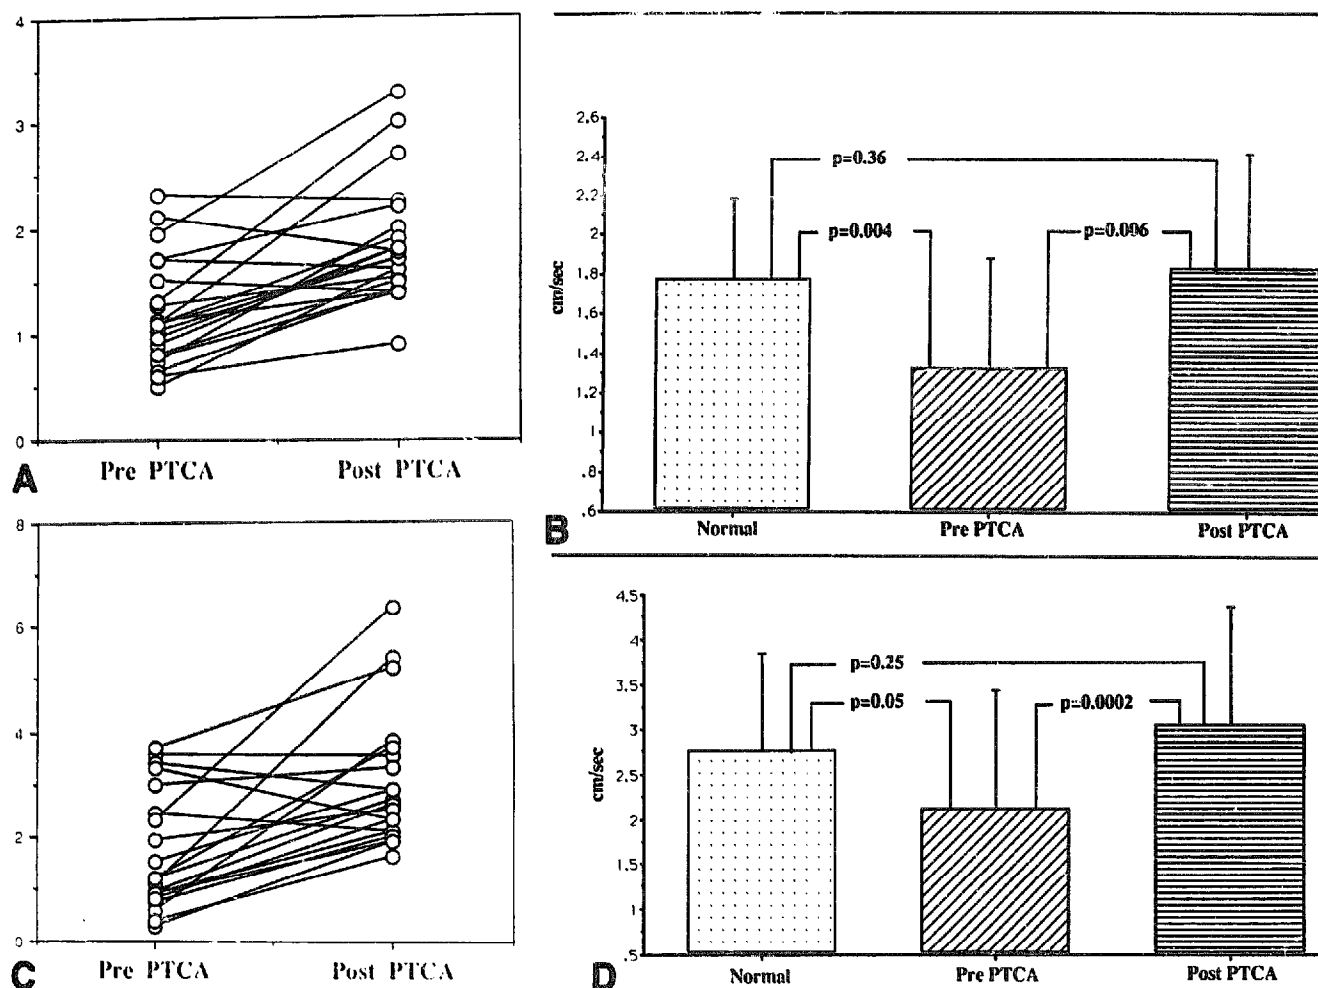 4
3
2
1
0
Pre PTCA
Post PTCA
A
2.6
2.4
2.2
2
1.8
1.6
1.4
1.2
1
.8
.6
cm/sec
p=0.36
p=0.004
p=0.006
Normal
Pre PTCA
Post PTCA
B
8
6
4
2
0
Pre PTCA
Post PTCA
C
4.5
4
3.5
3
2.5
2
1.5
1
.5
cm/sec
p=0.25
p=0.05
p=0.0002
Normal
Pre PTCA
Post PTCA
D